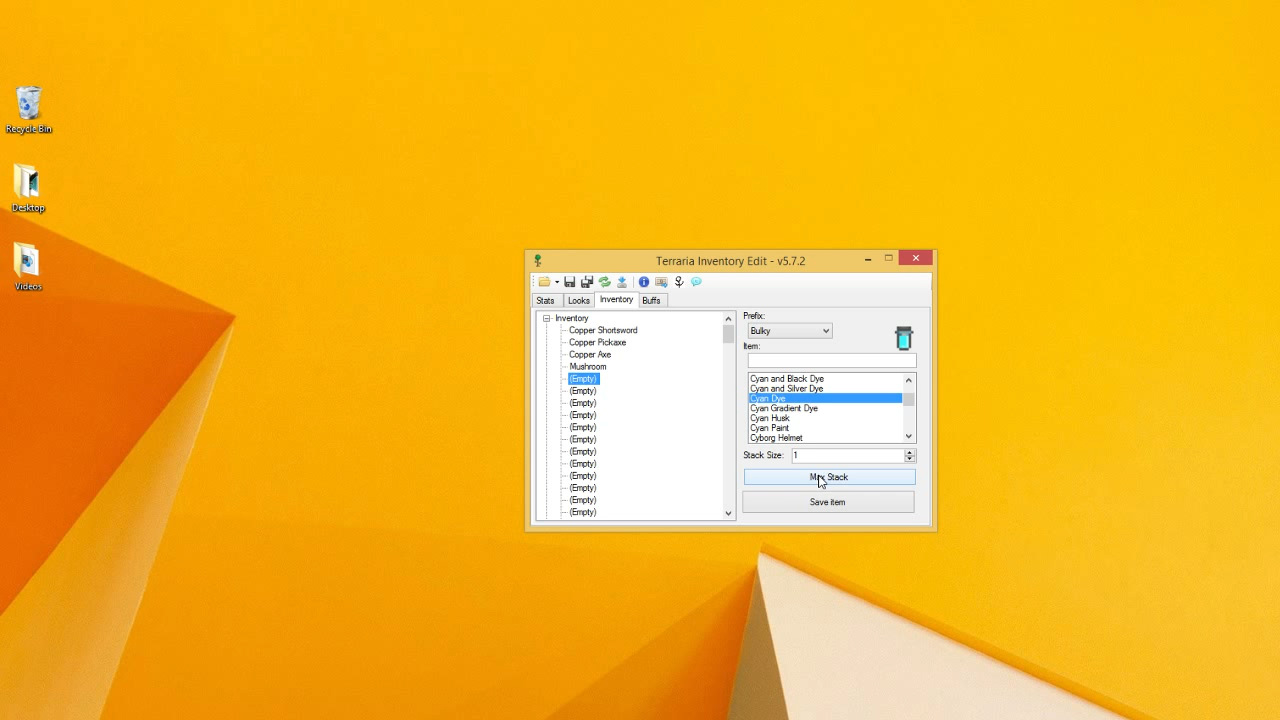 Recycle Bin
Desktop
Videos
Terraria Inventory Edit - v5.7.2
Stats
Looks
Inventory
Buffs
Inventory
Copper Shortsword
Copper Pickaxe
Copper Axe
Mushroom
(Empty)
(Empty)
(Empty)
(Empty)
(Empty)
(Empty)
(Empty)
(Empty)
(Empty)
(Empty)
(Empty)
(Empty)
Prefix:
Bulky
Item:
Cyan and Black Dye
Cyan and Silver Dye
Cyan Dye
Cyan Gradient Dye
Cyan Husk
Cyan Paint
Cyborg Helmet
Stack Size: 1
Max Stack
Save item